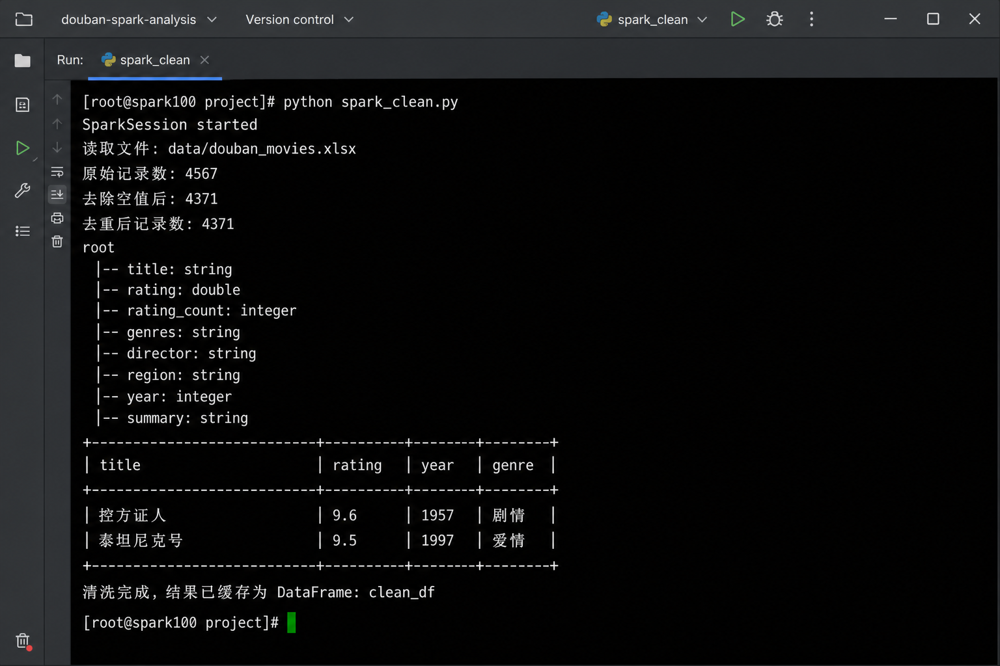 douban-spark-analysis Version control spark_clean
Run: spark_clean
[root@spark100 project]# python spark_clean.py
SparkSession started
读取文件: data/douban_movies.xlsx
原始记录数: 4567
去除空值后: 4371
去重后记录数: 4371
root
|-- title: string
|-- rating: double
|-- rating_count: integer
|-- genres: string
|-- director: string
|-- region: string
|-- year: integer
|-- summary: string
+---------------------------+----------+-------+--------+
| title | rating | year | genre |
+---------------------------+----------+-------+--------+
| 控方证人 | 9.6 | 1957 | 剧情 |
| 泰坦尼克号 | 9.5 | 1997 | 爱情 |
+---------------------------+----------+-------+--------+
清洗完成, 结果已缓存为 DataFrame: clean_df
[root@spark100 project]#